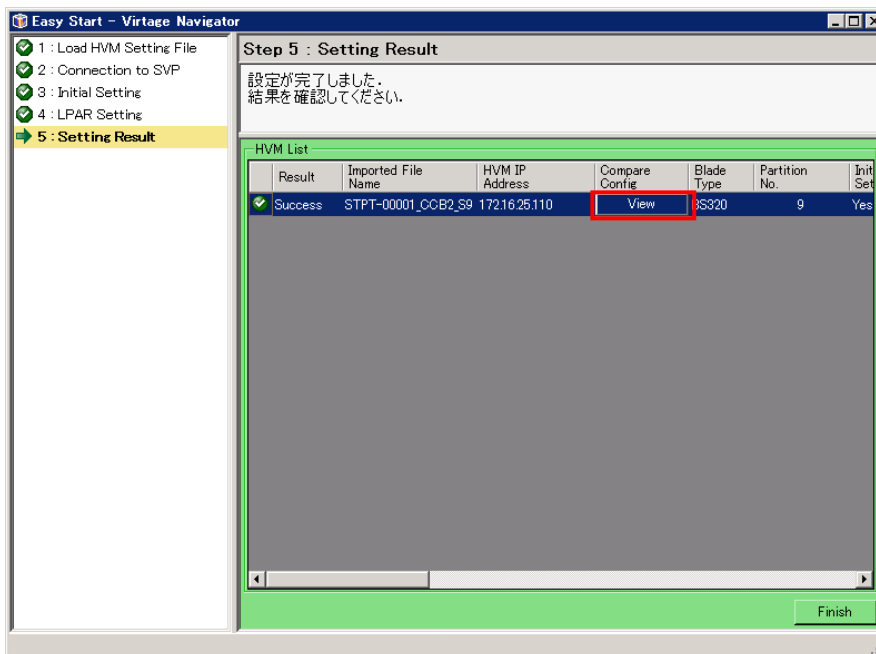 Easy Start - Virtage Navigator
1 : Load HVM Setting File
2 : Connection to SVP
3 : Initial Setting
4 : LPAR Setting
5 : Setting Result
Step 5 : Setting Result
設定が完了しました.
結果を確認してください.
HVM List
Result
Imported File
Name
HVM IP
Address
Compare
Config
Blade
Type
Partition
No.
Init
Set
Success STPT-00001_CCB2_S9 172.16.25.110 View BS320 9 Yes
Finish